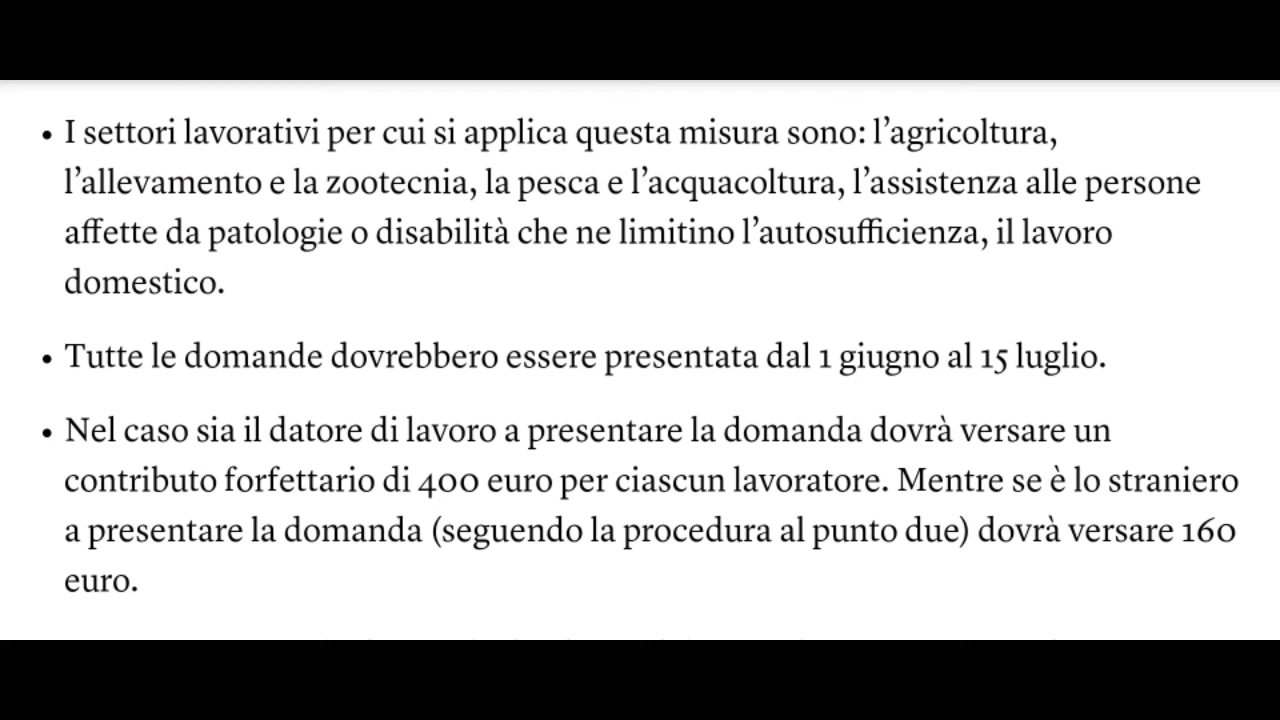 • I settori lavorativi per cui si applica questa misura sono: l’agricoltura,
l’allevamento e la zootecnia, la pesca e l’acquacoltura, l’assistenza alle persone
affette da patologie o disabilità che ne limitino l’autosufficienza, il lavoro
domestico.
• Tutte le domande dovrebbero essere presentata dal 1 giugno al 15 luglio.
• Nel caso sia il datore di lavoro a presentare la domanda dovrà versare un
contributo forfettario di 400 euro per ciascun lavoratore. Mentre se è lo straniero
a presentare la domanda (seguendo la procedura al punto due) dovrà versare 160
euro.